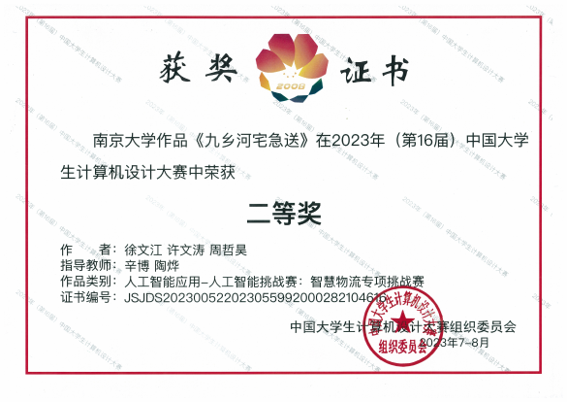 获奖
2008
证书
南京大学作品《九乡河宅急送》在2023年（第16届）中国大学
生计算机设计大赛中荣获
二等奖
作　　者：徐文江 许文涛 周哲昊
指导教师：辛博 陶烨
作品类别：人工智能应用-人工智能挑战赛：智慧物流专项挑战赛
证书编号：
中国大学生计算机设计大赛组织委员会
2023年7-8月
中国大学生计算机设计大赛
组织委员会